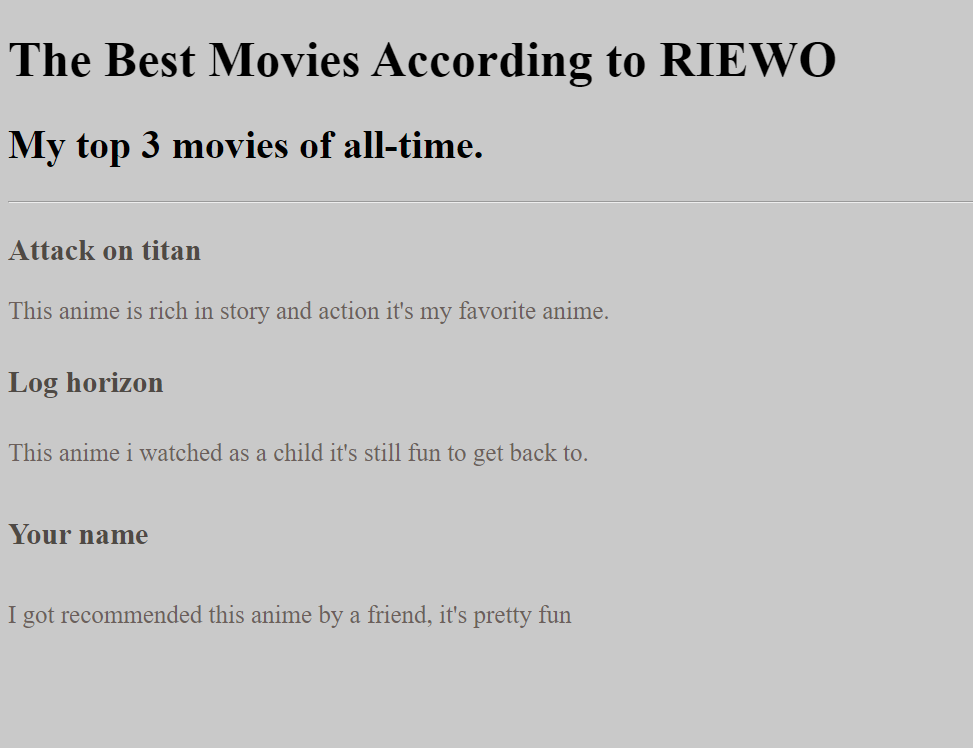 The Best Movies According to RIEWO
My top 3 movies of all-time.
Attack on titan
This anime is rich in story and action it's my favorite anime.
Log horizon
This anime i watched as a child it's still fun to get back to.
Your name
I got recommended this anime by a friend, it's pretty fun